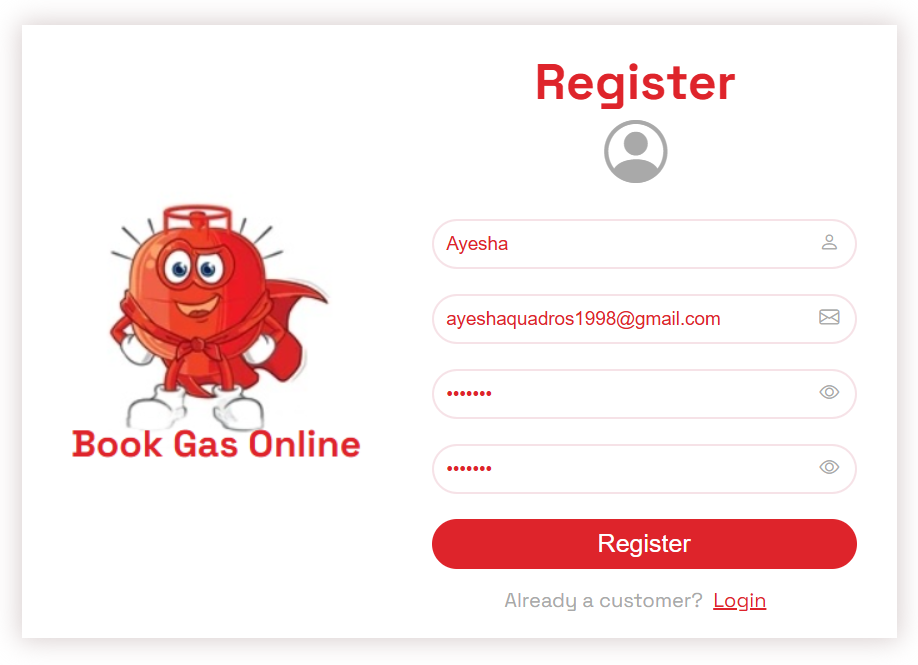 Register
Ayesha
ayeshaquadros1998@gmail.com
•••••••
•••••••
Register
Already a customer? Login
Book Gas Online